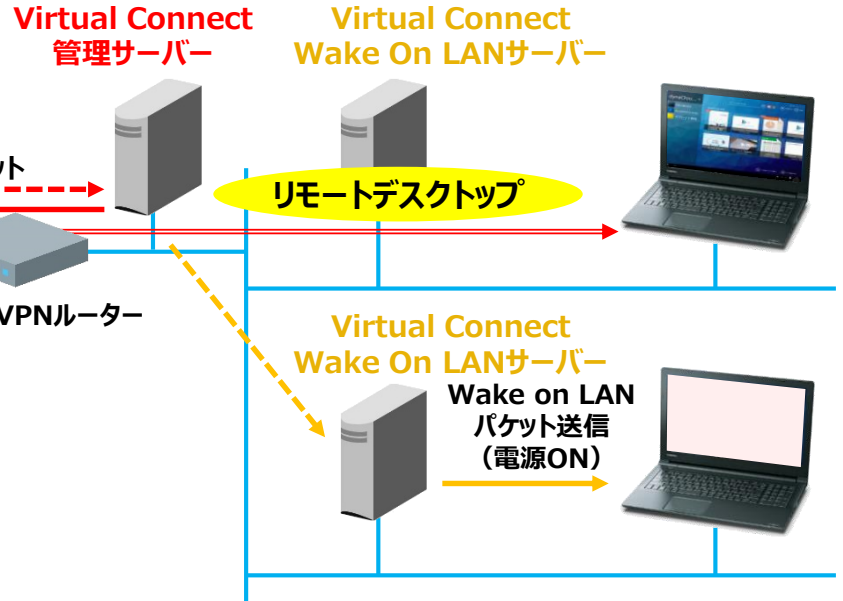 Virtual Connect
管理サーバー
Virtual Connect
Wake On LANサーバー
ット
リモートデスクトップ
VPNルーター
Virtual Connect
Wake On LANサーバー
Wake on LAN
パケット送信
（電源ON）